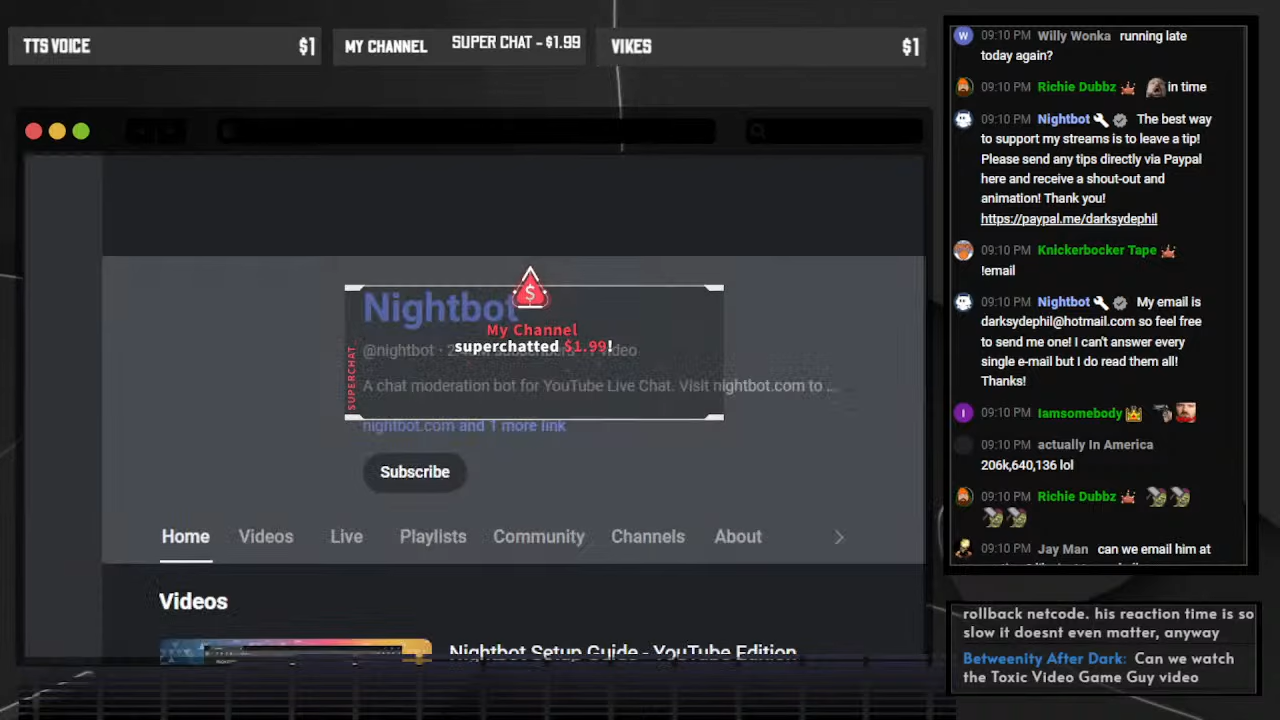 TTS VOICE $1
MY CHANNEL SUPER CHAT - $1.99
VIKES $1
Nightbot
$
My Channel
superchatted $1.99!
SUPERCHAT
@nightbot · subscribers · 1 video
A chat moderation bot for YouTube Live Chat. Visit nightbot.com to ...
nightbot.com and 1 more link
Subscribe
Home Videos Live Playlists Community Channels About
Videos
Nightbot Setup Guide - YouTube Edition
W 09:10 PM Willy Wonka running late
today again?
09:10 PM Richie Dubbz in time
09:10 PM Nightbot The best way
to support my streams is to leave a tip!
Please send any tips directly via Paypal
here and receive a shout-out and
animation! Thank you!
https://paypal.me/darksydephil
09:10 PM Knickerbocker Tape
!email
09:10 PM Nightbot My email is
darksydephil@hotmail.com so feel free
to send me one! I can't answer every
single e-mail but I do read them all!
Thanks!
I 09:10 PM Iamsomebody
09:10 PM actually In America
206k,640,136 lol
09:10 PM Richie Dubbz
09:10 PM Jay Man can we email him at
rollback netcode. his reaction time is so
slow it doesnt even matter, anyway
Betweenity After Dark: Can we watch
the Toxic Video Game Guy video